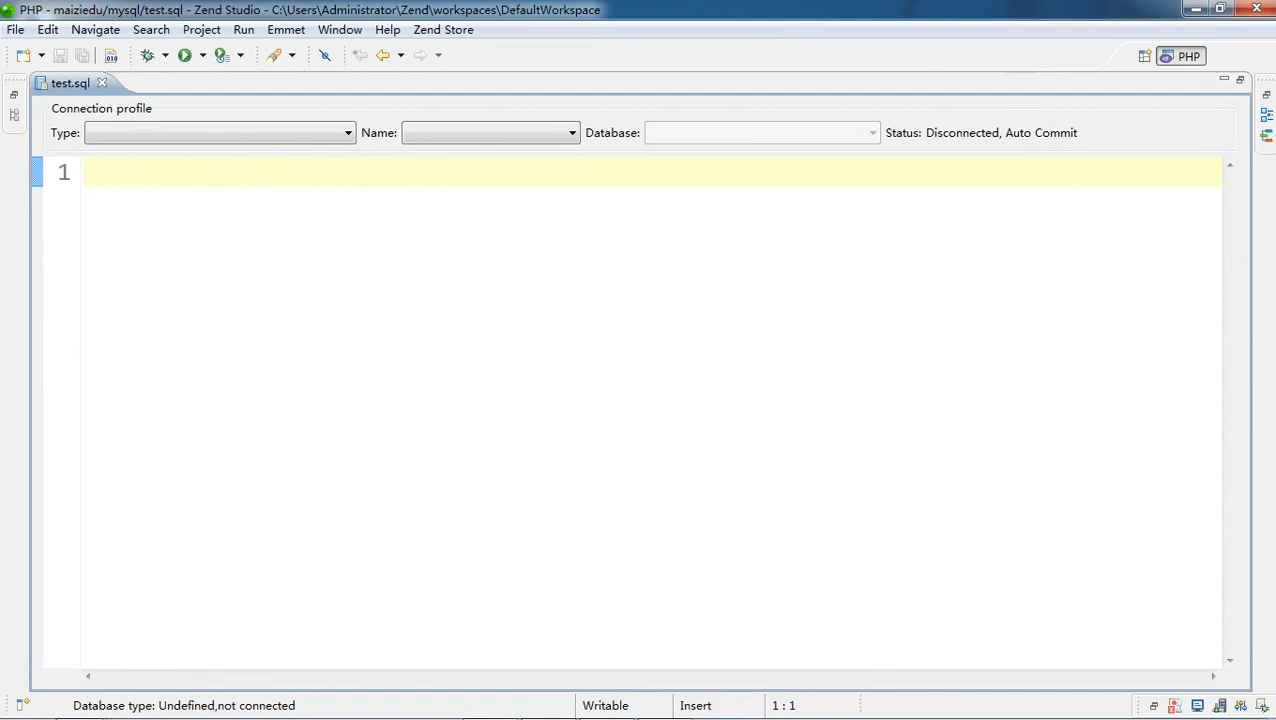 PHP - maiziedu/mysql/test.sql - Zend Studio - C:\Users\Administrator\Zend\workspaces\DefaultWorkspace
File Edit Navigate Search Project Run Emmet Window Help Zend Store
PHP
test.sql
Connection profile
Type: Name: Database: Status: Disconnected, Auto Commit
1
Database type: Undefined,not connected Writable Insert 1 : 1